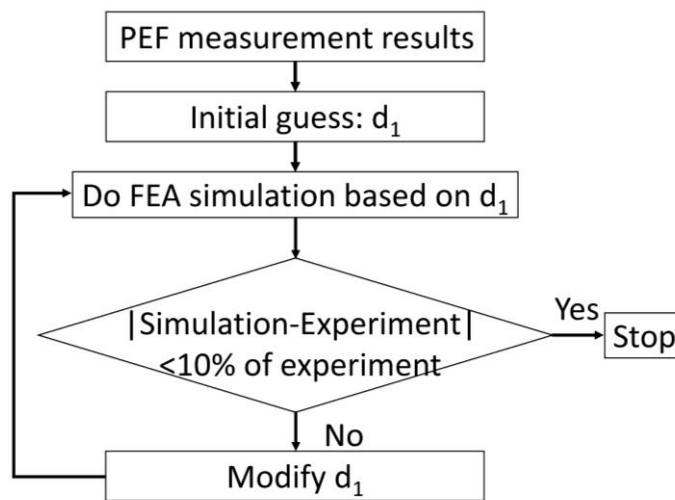 PEF measurement results
Initial guess: d₁
Do FEA simulation based on d₁
|Simulation-Experiment|
<10% of experiment
Yes
Stop
No
Modify d₁